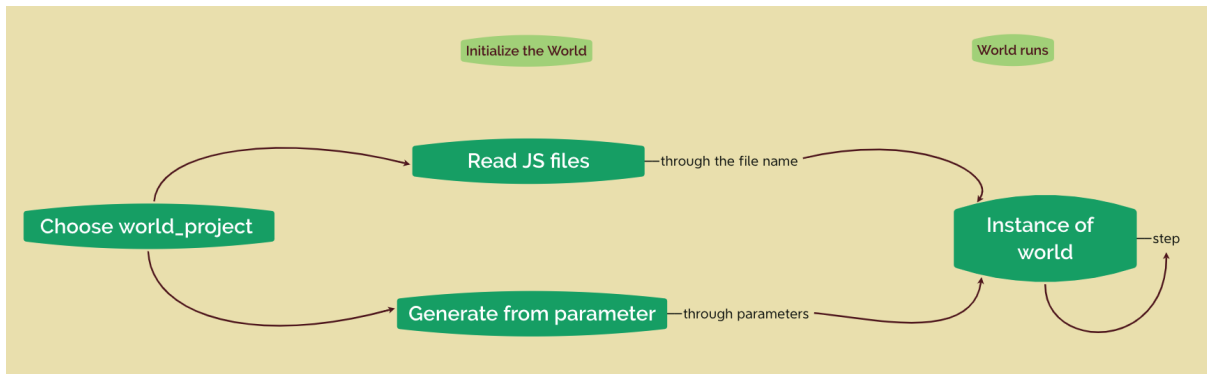 Initialize the World
World runs
Read JS files
through the file name
Choose world_project
Instance of
world
step
Generate from parameter
through parameters